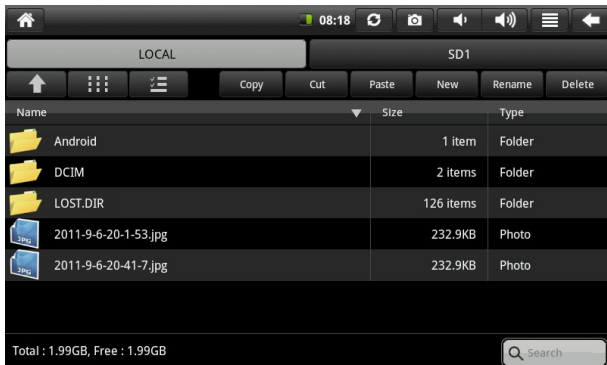 08:18
LOCAL SD1
Copy Cut Paste New Rename Delete
Name Size Type
Android 1 item Folder
DCIM 2 items Folder
LOST.DIR 126 items Folder
JPG 2011-9-6-20-1-53.jpg 232.9KB Photo
JPG 2011-9-6-20-41-7.jpg 232.9KB Photo
Total : 1.99GB, Free : 1.99GB Search